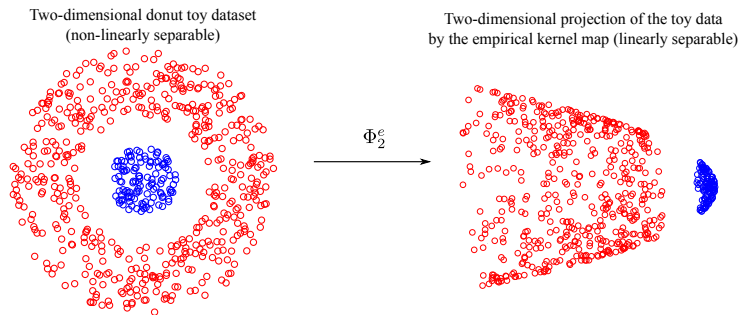 Two-dimensional donut toy dataset
(non-linearly separable)
Two-dimensional projection of the toy data
by the empirical kernel map (linearly separable)
Φ₂ᵉ